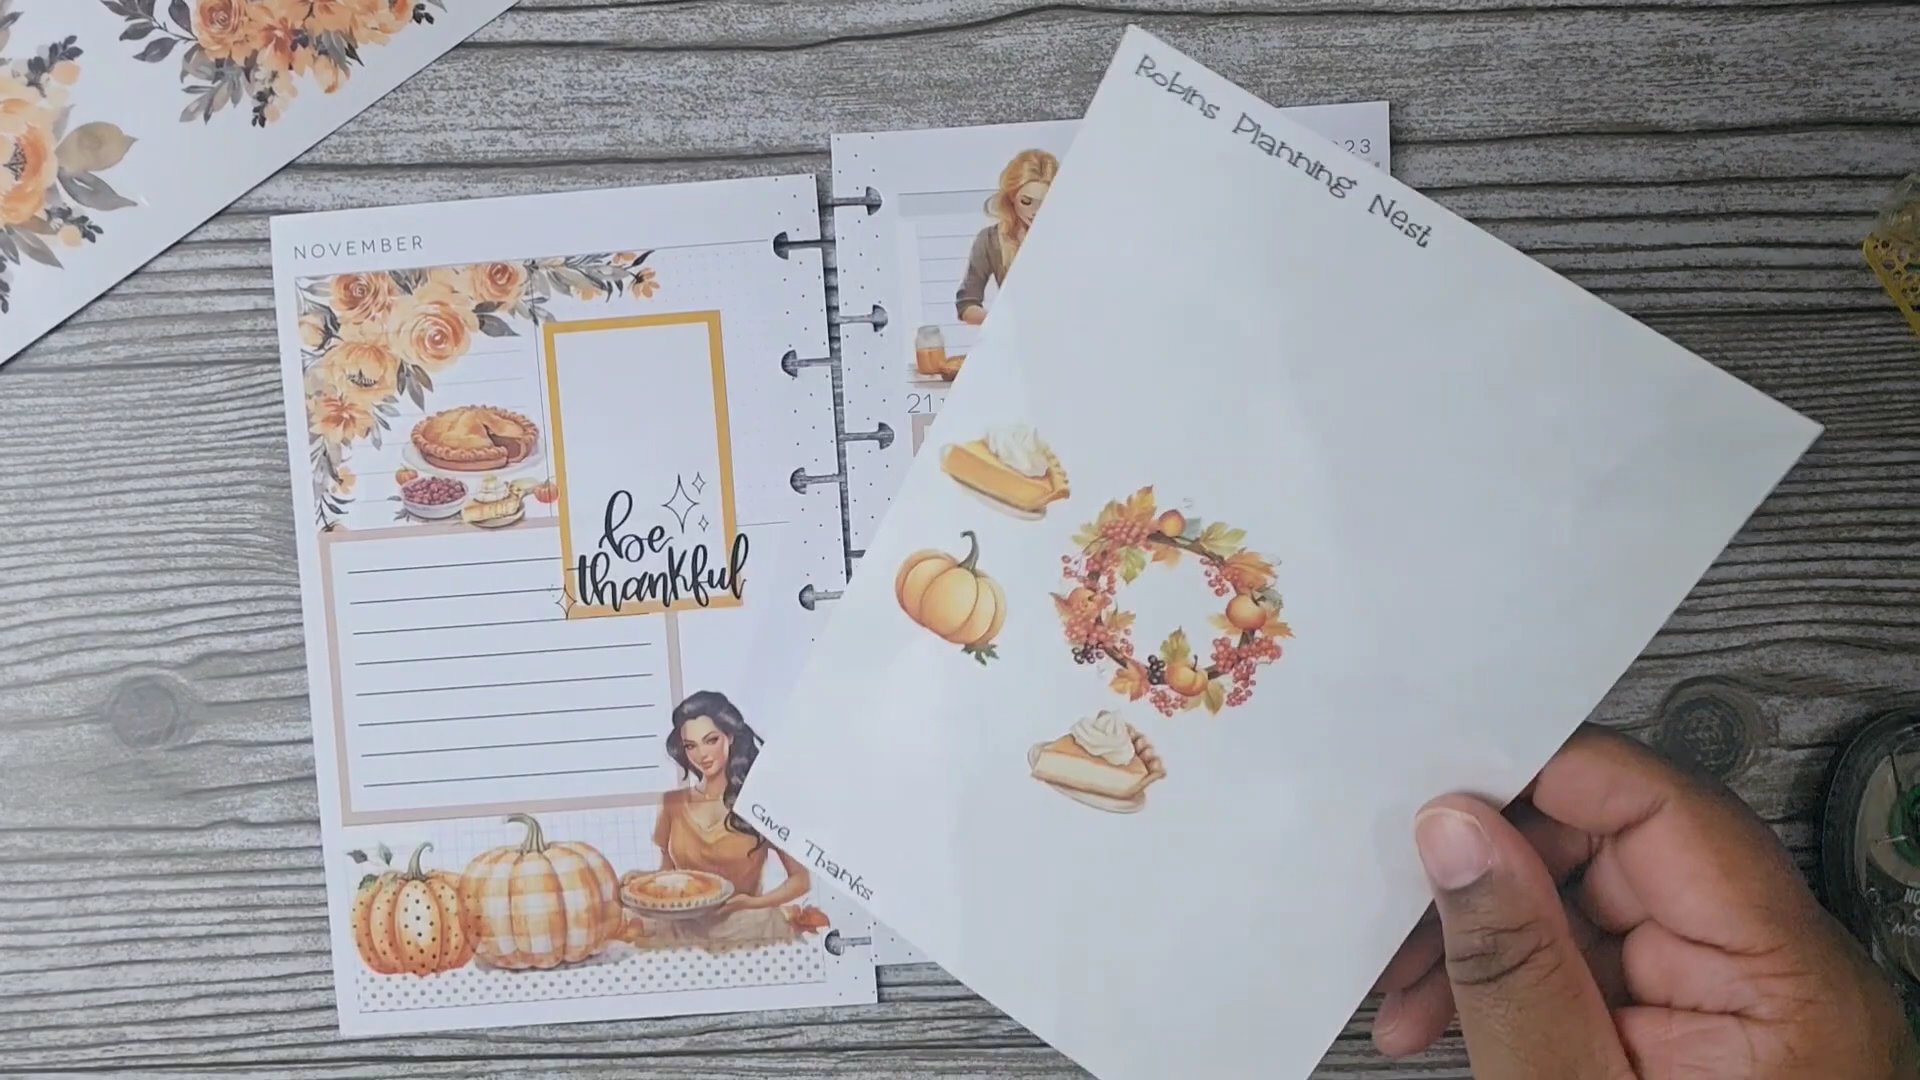 NOVEMBER
be
thankful
21
23
Robins Planning Nest
Give Thanks